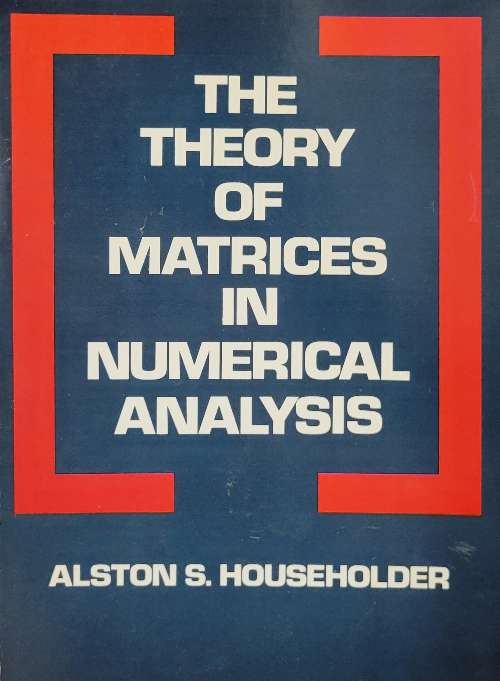 THE
THEORY
OF
MATRICES
IN
NUMERICAL
ANALYSIS
ALSTON S. HOUSEHOLDER